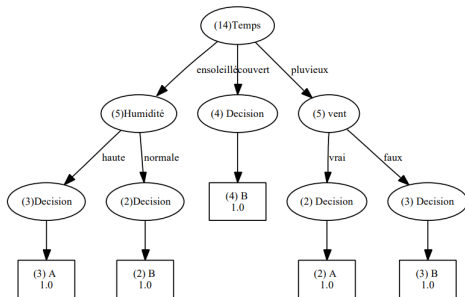 (14)Temps
ensoleillé couvert pluvieux
(5)Humidité (4) Decision (5) vent
haute normale vrai faux
(3)Decision (2)Decision (4) B
1.0 (2) Decision (3) Decision
(3) A (2) B (2) A (3) B
1.0 1.0 1.0 1.0